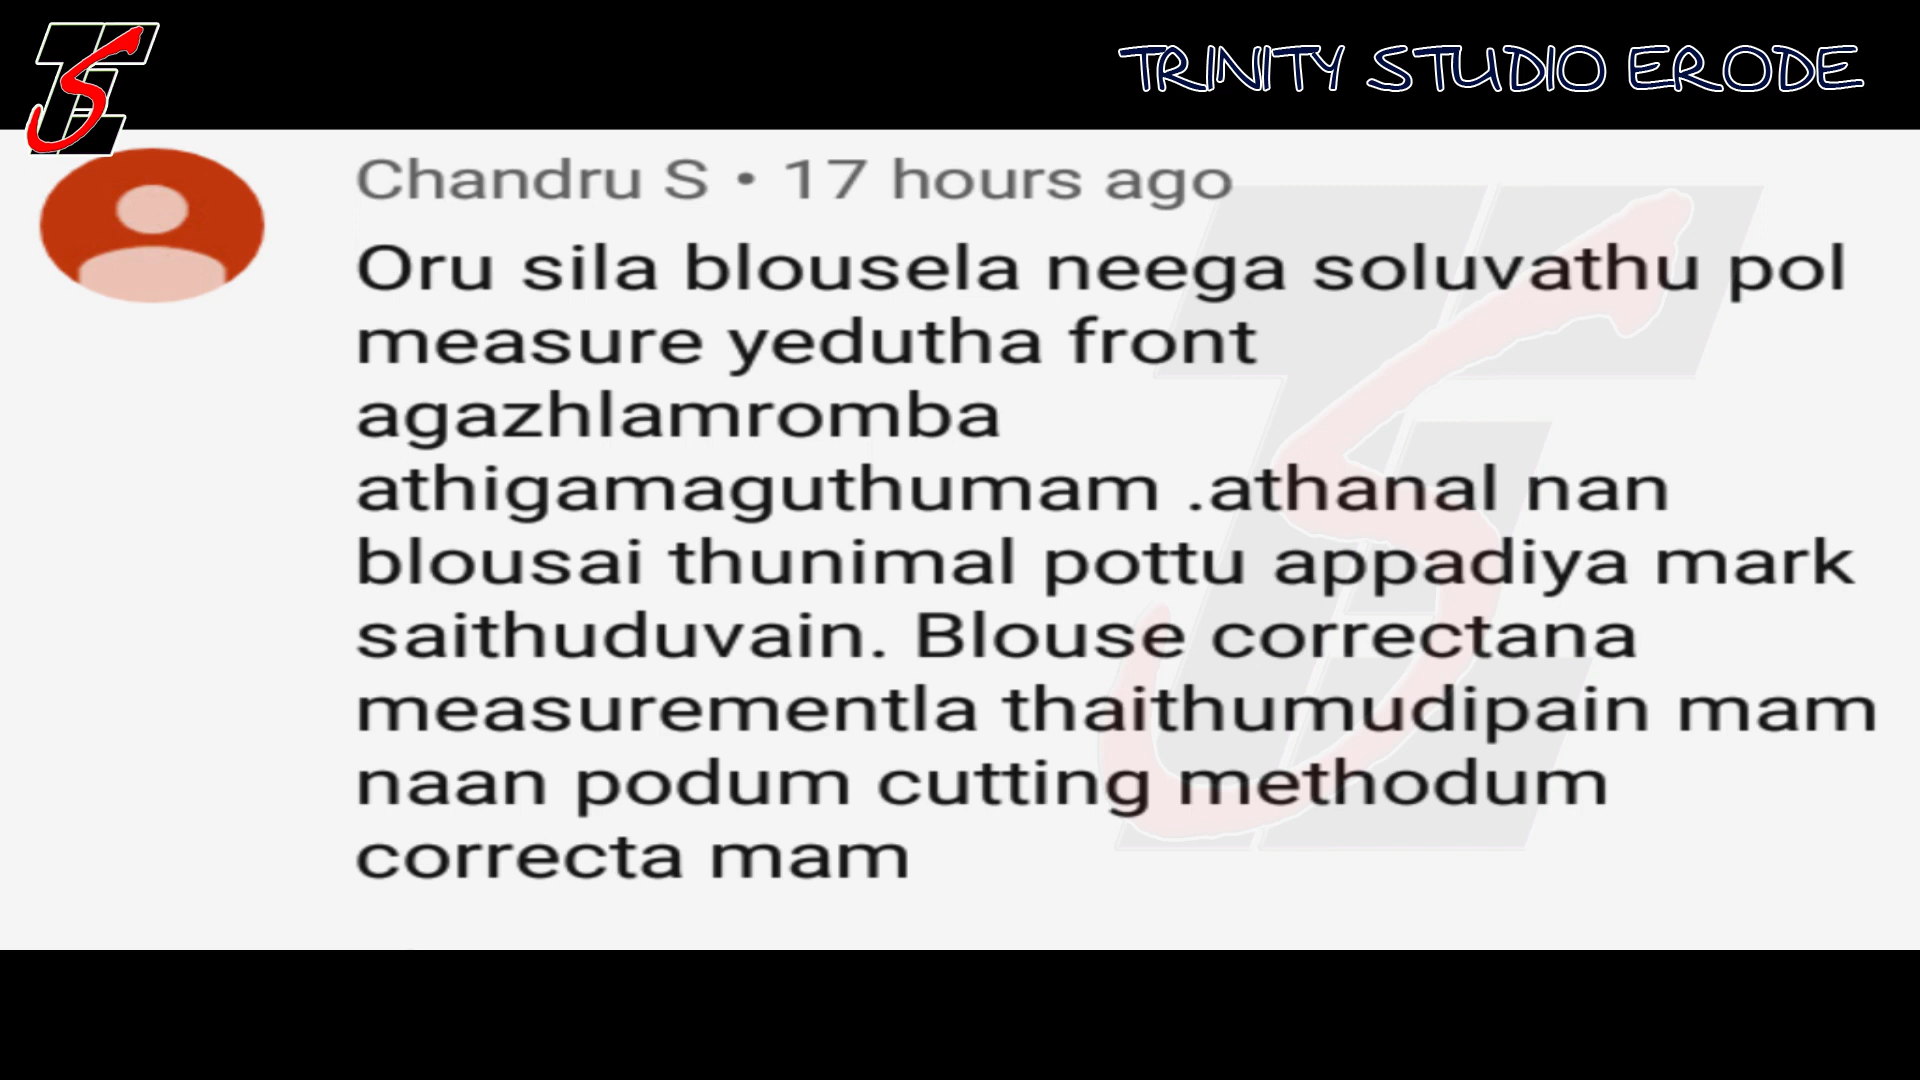 TRINITY STUDIO ERODE
Chandru S • 17 hours ago
Oru sila blousela neega soluvathu pol
measure yedutha front
agazhlamromba
athigamaguthumam .athanal nan
blousai thunimal pottu appadiya mark
saithuduvain. Blouse correctana
measurementla thaithumudipain mam
naan podum cutting methodum
correcta mam